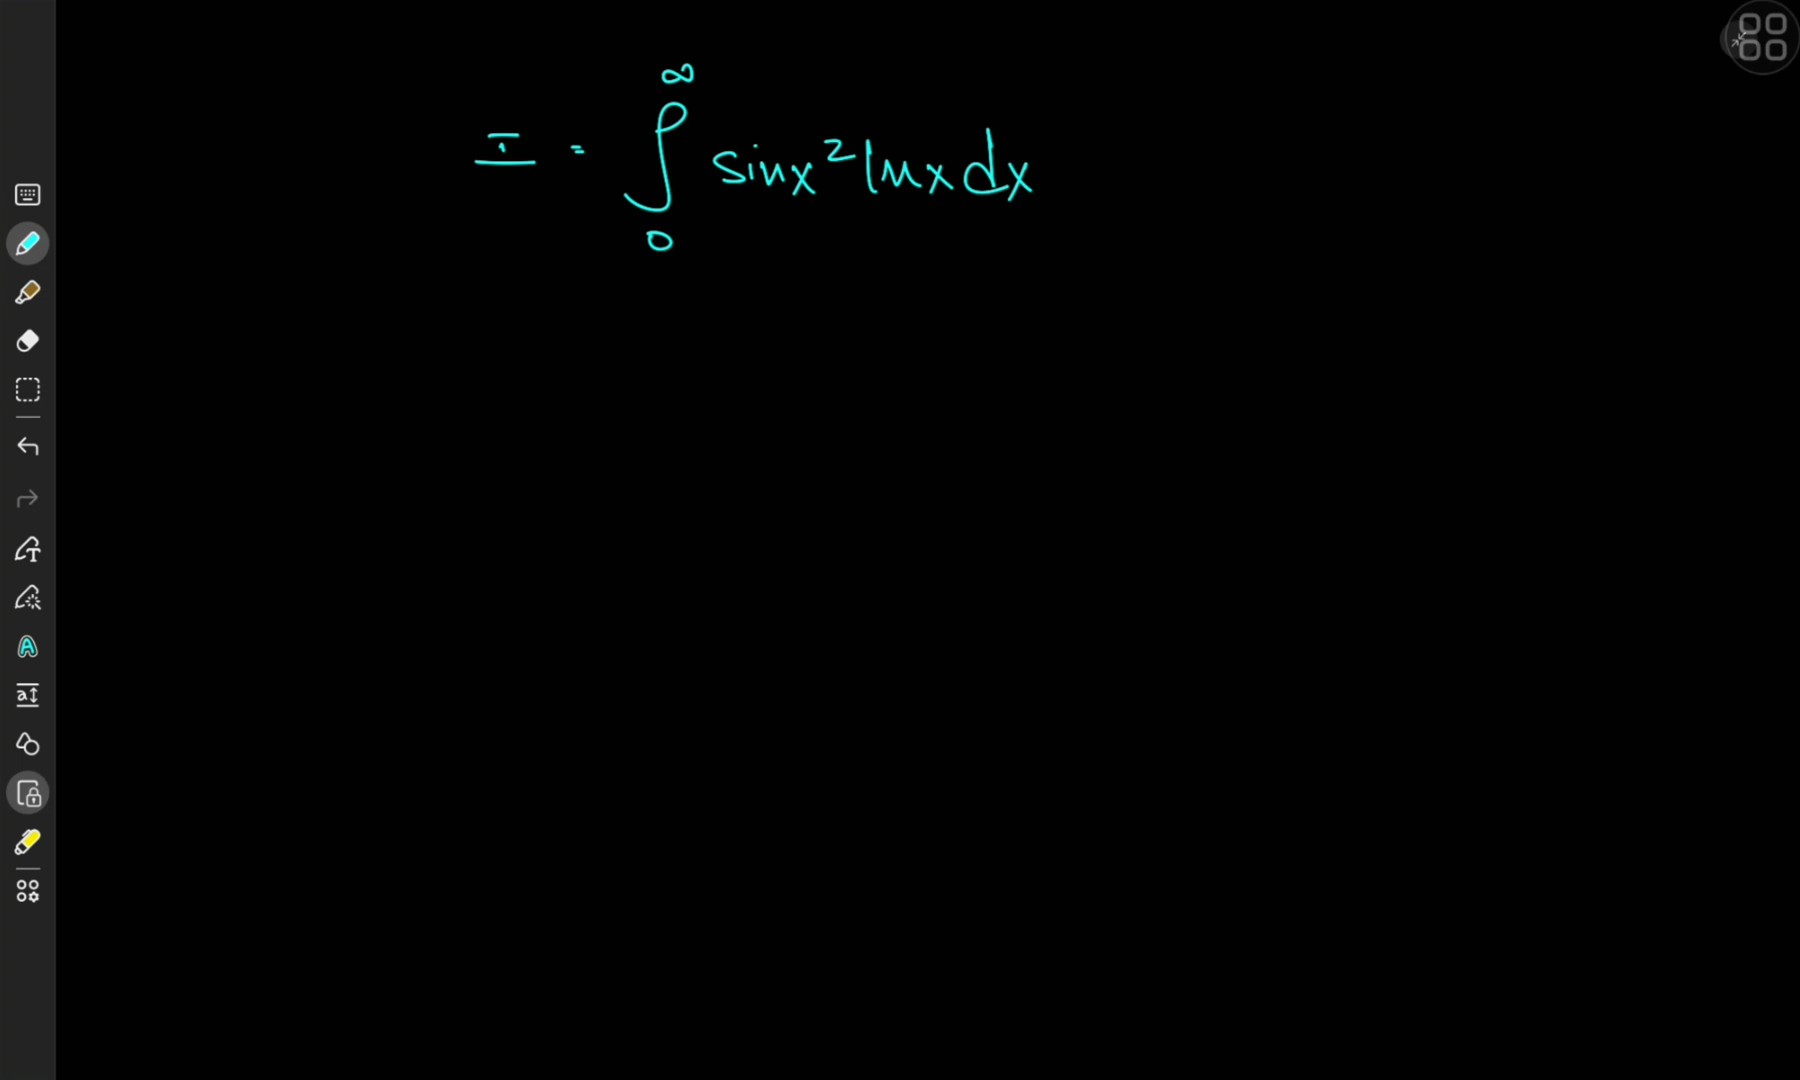 I = ∫₀^∞ sinx² lnx dx